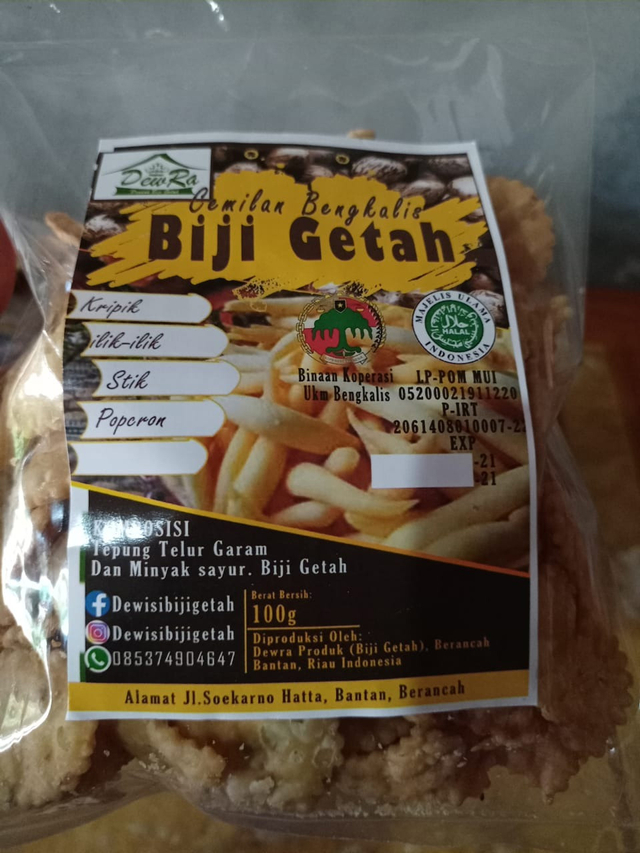 DewRa
Cemilan Bengkalis
Biji Getah
Kripik
ilik-ilik
Stik
Popcron
MAJELIS ULAMA
HALAL
INDONESIA
Binaan Koperasi
Ukm Bengkalis
LP-POM MUI
05200021911220
P-IRT
2061408010007-2
EXP
-21
-21
KOMPOSISI
Tepung Telur Garam
Dan Minyak sayur. Biji Getah
Dewisibijigetah
Dewisibijigetah
085374904647
Berat Bersih:
100g
Diproduksi Oleh:
Dewra Produk (Biji Getah), Berancah
Bantan, Riau Indonesia
Alamat Jl.Soekarno Hatta, Bantan, Berancah